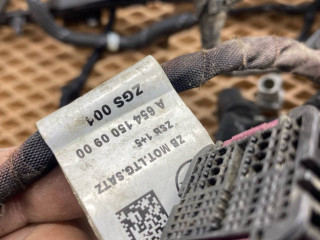 ZGS 001
A 654 150 09 00
ZSB 1+5
ZB MOT.LTG.SATZ